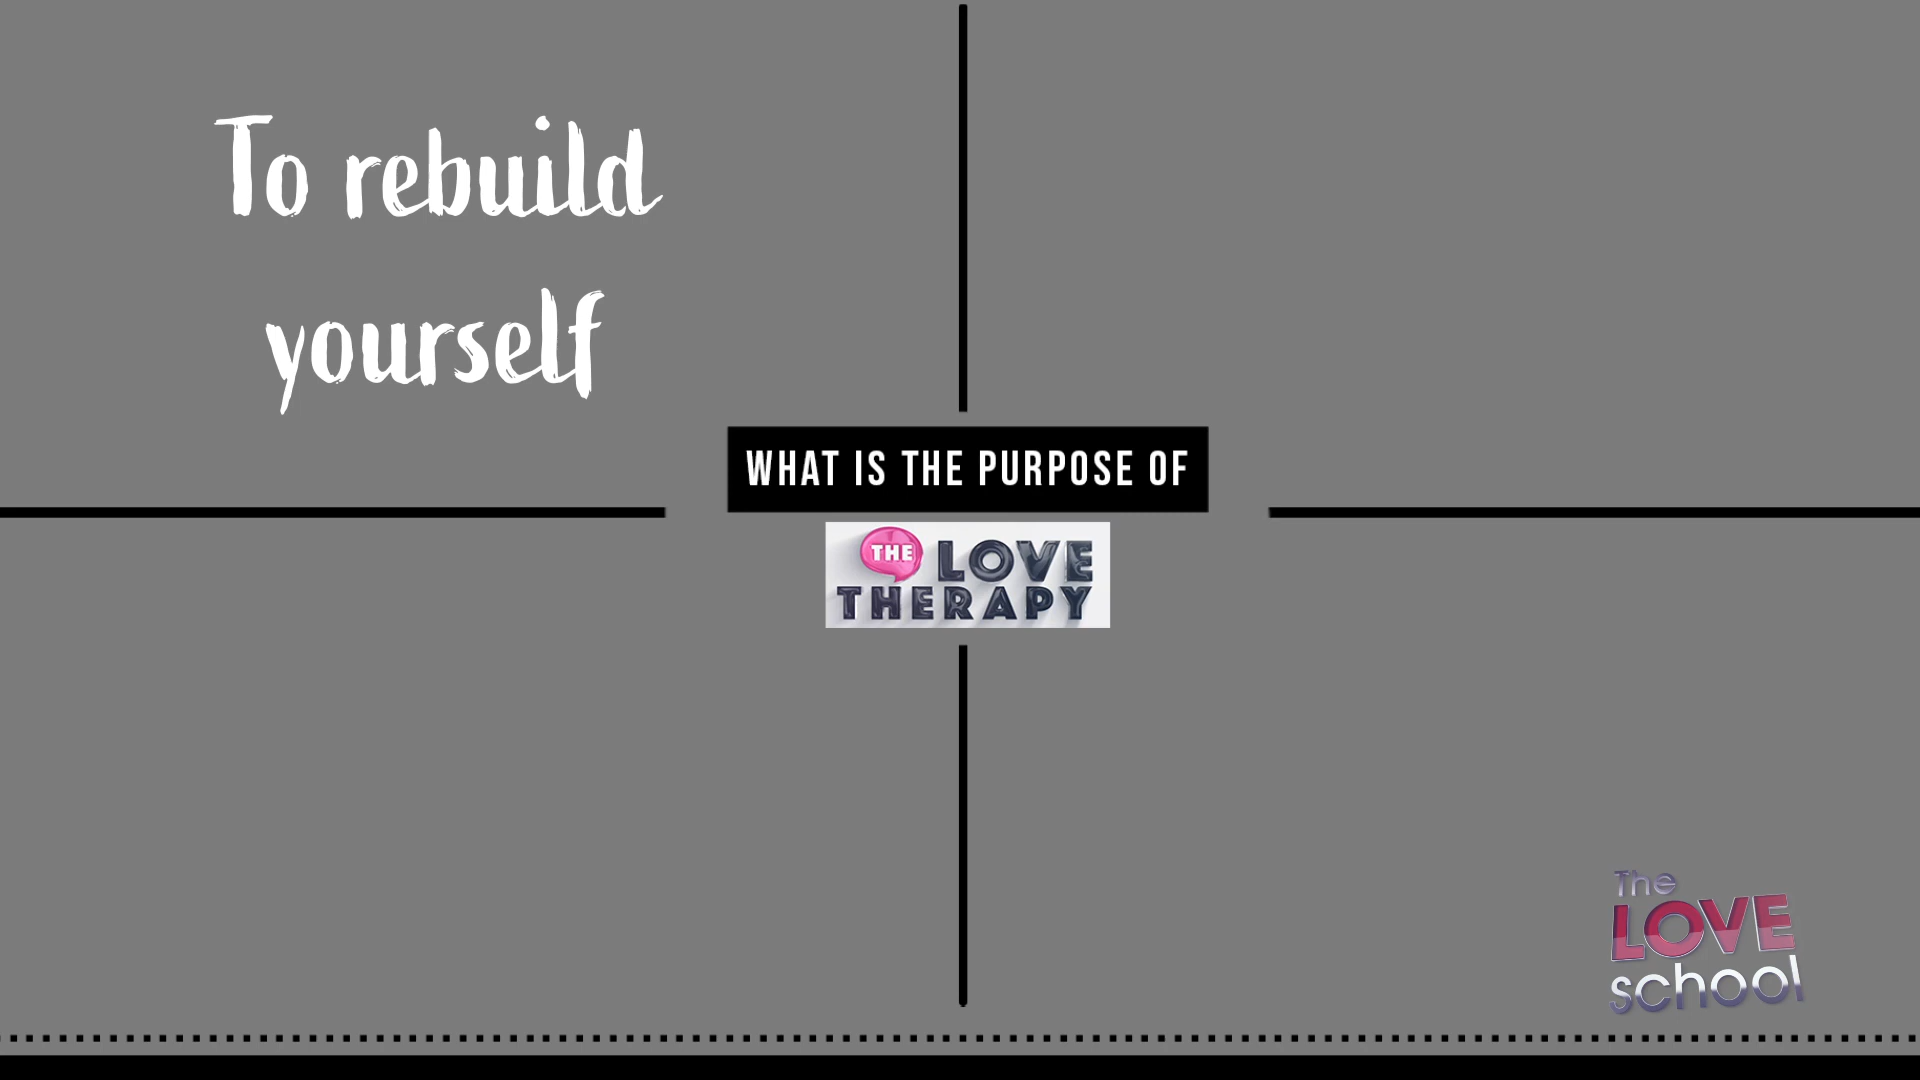 To rebuild
yourself
WHAT IS THE PURPOSE OF
THE LOVE
THERAPY
The
LOVE
school